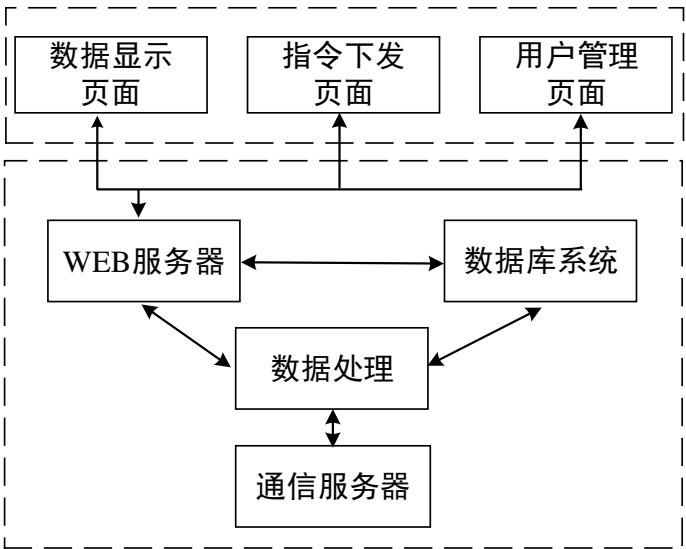 数据显示
页面
指令下发
页面
用户管理
页面
WEB服务器
数据库系统
数据处理
通信服务器